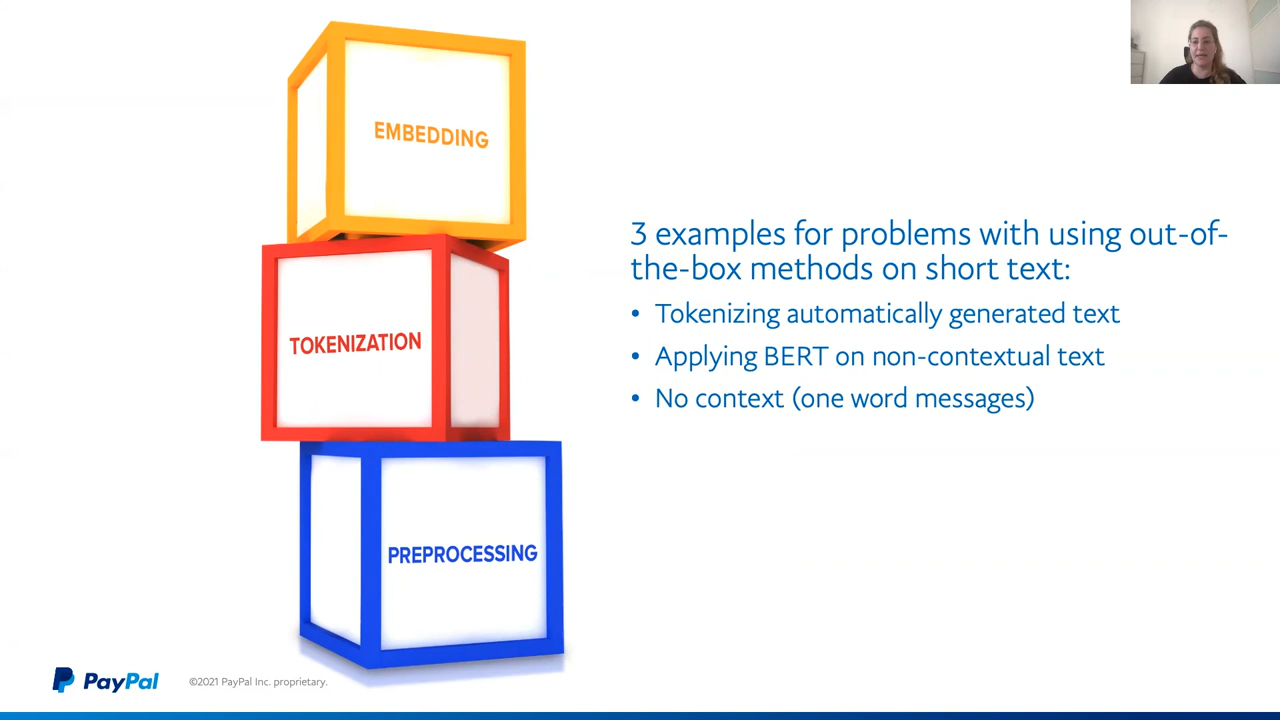 EMBEDDING
TOKENIZATION
PREPROCESSING
3 examples for problems with using out-of-
the-box methods on short text:
• Tokenizing automatically generated text
• Applying BERT on non-contextual text
• No context (one word messages)
PayPal
©2021 PayPal Inc. proprietary.